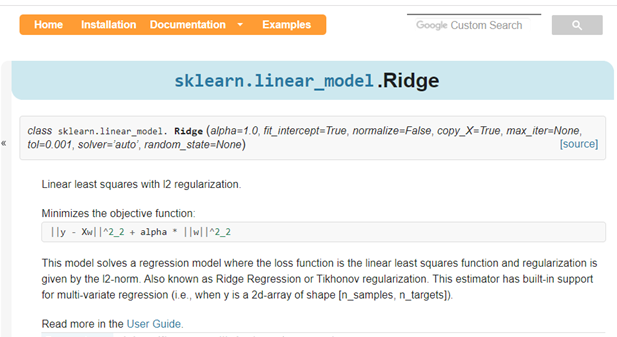 Home Installation Documentation Examples
Google Custom Search
sklearn.linear_model.Ridge
class sklearn.linear_model. Ridge (alpha=1.0, fit_intercept=True, normalize=False, copy_X=True, max_iter=None,
tol=0.001, solver='auto', random_state=None) [source]
«
Linear least squares with l2 regularization.
Minimizes the objective function:
||y - Xw||^2_2 + alpha * ||w||^2_2
This model solves a regression model where the loss function is the linear least squares function and regularization is
given by the l2-norm. Also known as Ridge Regression or Tikhonov regularization. This estimator has built-in support
for multi-variate regression (i.e., when y is a 2d-array of shape [n_samples, n_targets]).
Read more in the User Guide.